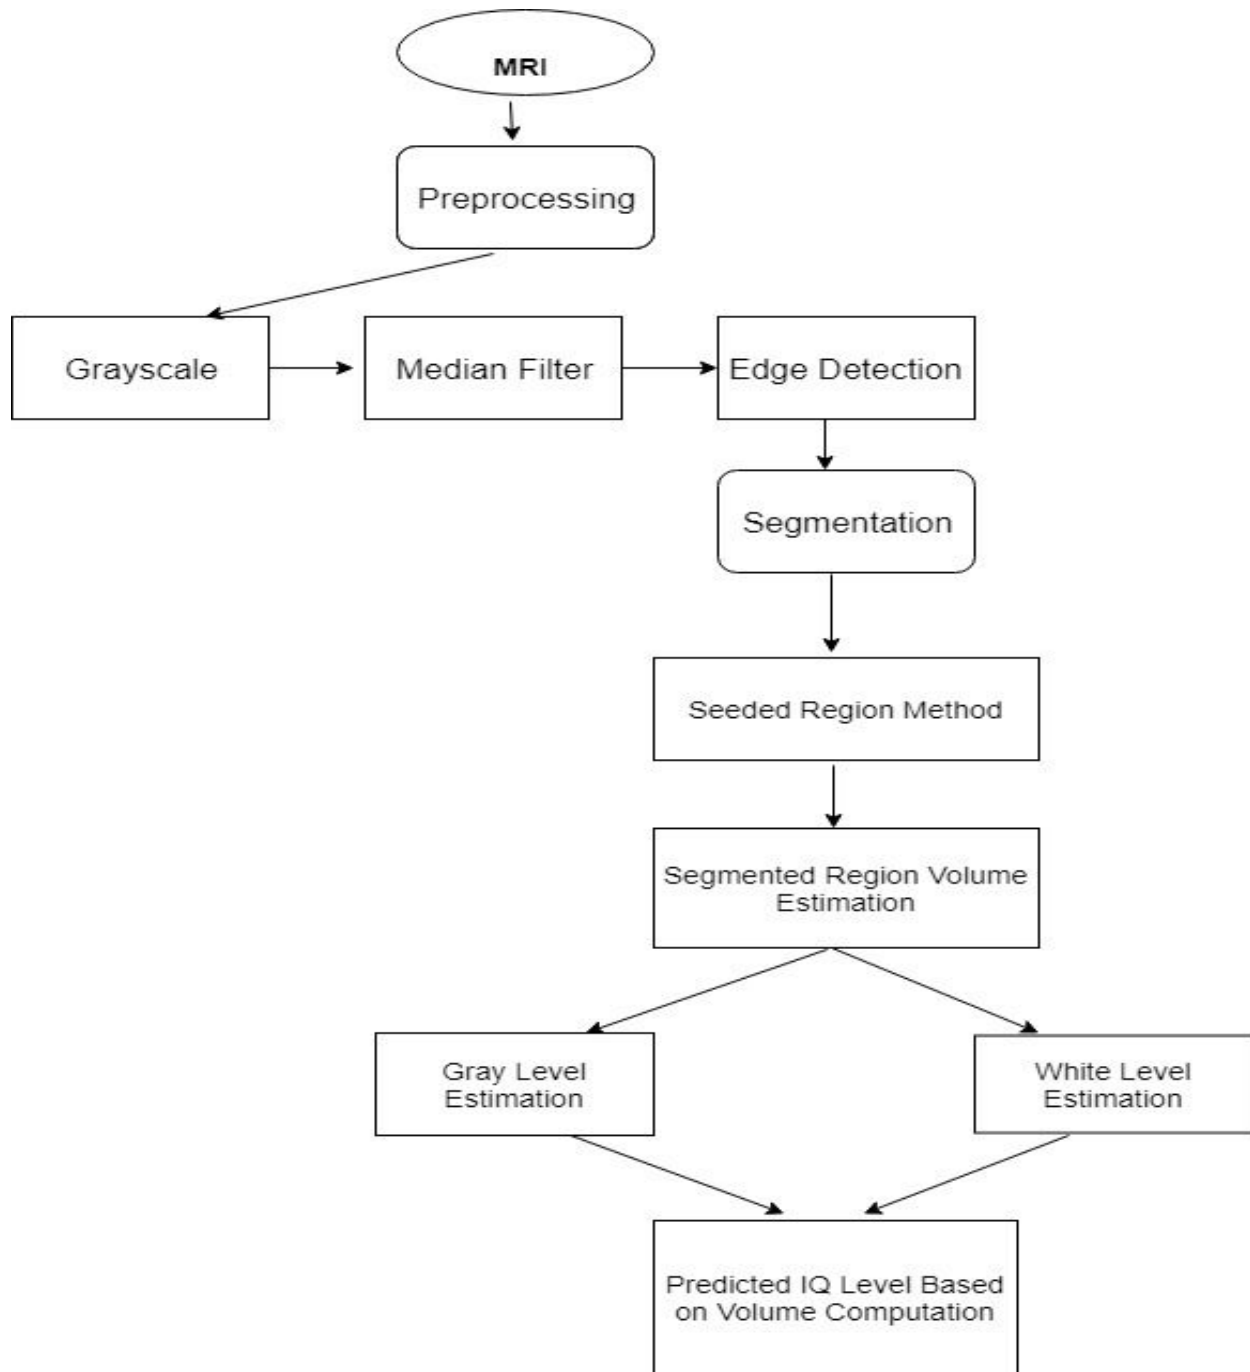 MRI
Preprocessing
Grayscale
Median Filter
Edge Detection
Segmentation
Seeded Region Method
Segmented Region Volume
Estimation
Gray Level
Estimation
White Level
Estimation
Predicted IQ Level Based
on Volume Computation